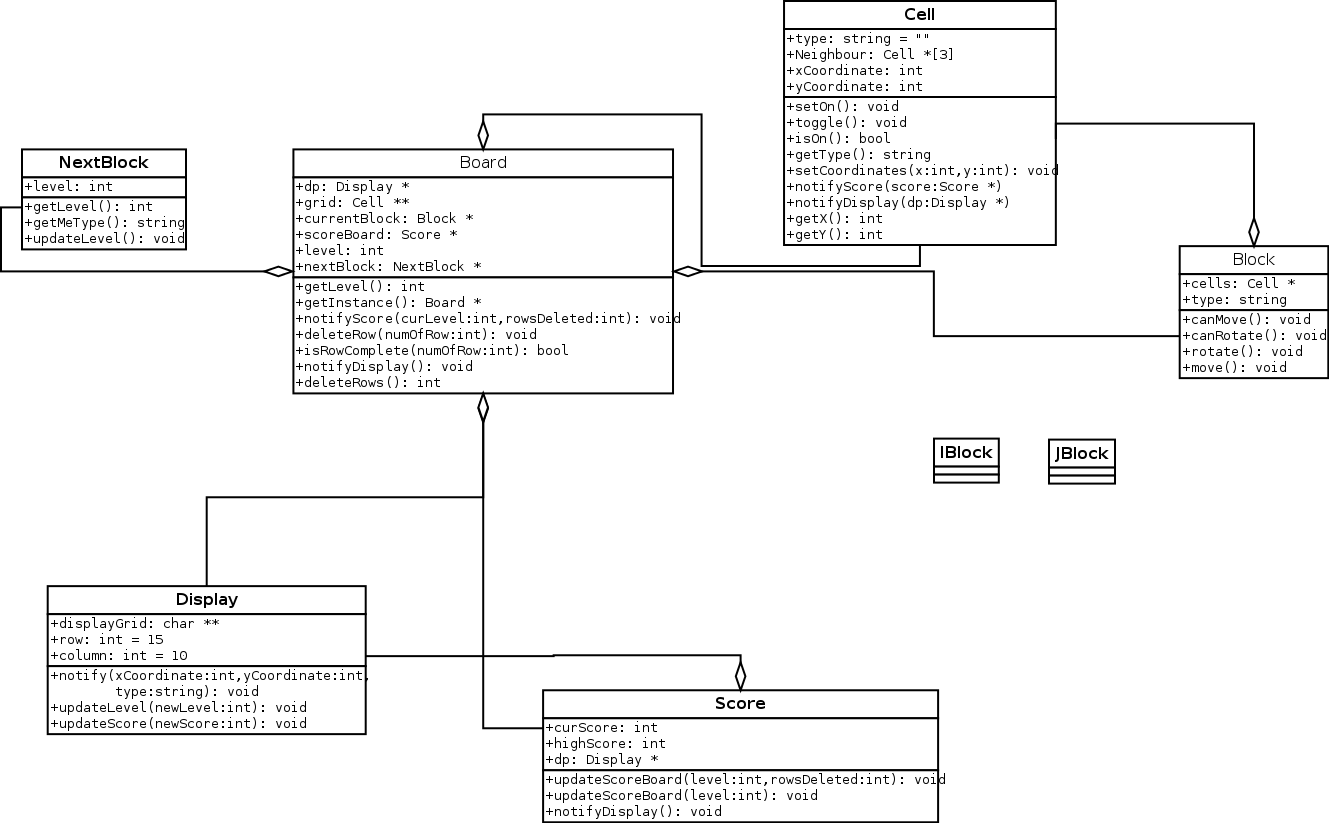 Cell
+type: string = ""
+Neighbour: Cell *[3]
+xCoordinate: int
+yCoordinate: int
+setOn(): void
+toggle(): void
+isOn(): bool
+getType(): string
+setCoordinates(x:int,y:int): void
+notifyScore(score:Score *)
+notifyDisplay(dp:Display *)
+getX(): int
+getY(): int
NextBlock
+level: int
+getLevel(): int
+getMeType(): string
+updateLevel(): void
Board
+dp: Display *
+grid: Cell **
+currentBlock: Block *
+scoreBoard: Score *
+level: int
+nextBlock: NextBlock *
+getLevel(): int
+getInstance(): Board *
+notifyScore(curLevel:int,rowsDeleted:int): void
+deleteRow(numOfRow:int): void
+isRowComplete(numOfRow:int): bool
+notifyDisplay(): void
+deleteRows(): int
Block
+cells: Cell *
+type: string
+canMove(): void
+canRotate(): void
+rotate(): void
+move(): void
IBlock
JBlock
Display
+displayGrid: char **
+row: int = 15
+column: int = 10
+notify(xCoordinate:int,yCoordinate:int,
type:string): void
+updateLevel(newLevel:int): void
+updateScore(newScore:int): void
Score
+curScore: int
+highScore: int
+dp: Display *
+updateScoreBoard(level:int,rowsDeleted:int): void
+updateScoreBoard(level:int): void
+notifyDisplay(): void